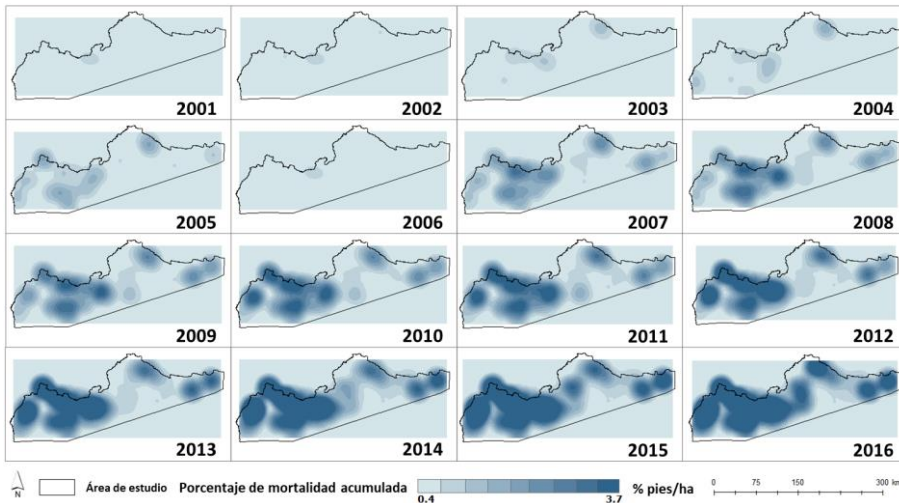 2001 2002 2003 2004
2005 2006 2007 2008
2009 2010 2011 2012
2013 2014 2015 2016
N Área de estudio Porcentaje de mortalidad acumulada % pies/ha 0 75 150 300 km
0.4 3.7